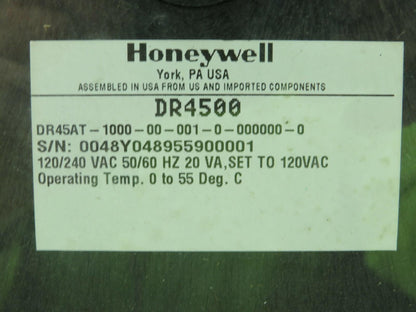 Honeywell
York, PA USA
ASSEMBLED IN USA FROM US AND IMPORTED COMPONENTS
DR4500
DR45AT-1000-00-001-0-000000-0
S/N: 0048Y048955900001
120/240 VAC 50/60 HZ 20 VA,SET TO 120VAC
Operating Temp. 0 to 55 Deg. C